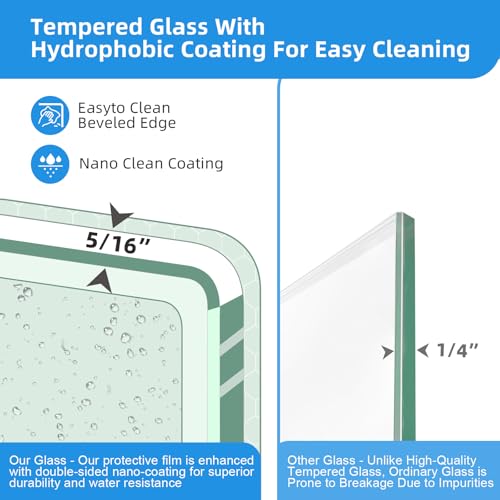 Tempered Glass With
Hydrophobic Coating For Easy Cleaning
Easyto Clean
Beveled Edge
Nano Clean Coating
5/16”
1/4”
Our Glass - Our protective film is enhanced
with double-sided nano-coating for superior
durability and water resistance
Other Glass - Unlike High-Quality
Tempered Glass, Ordinary Glass is
Prone to Breakage Due to Impurities